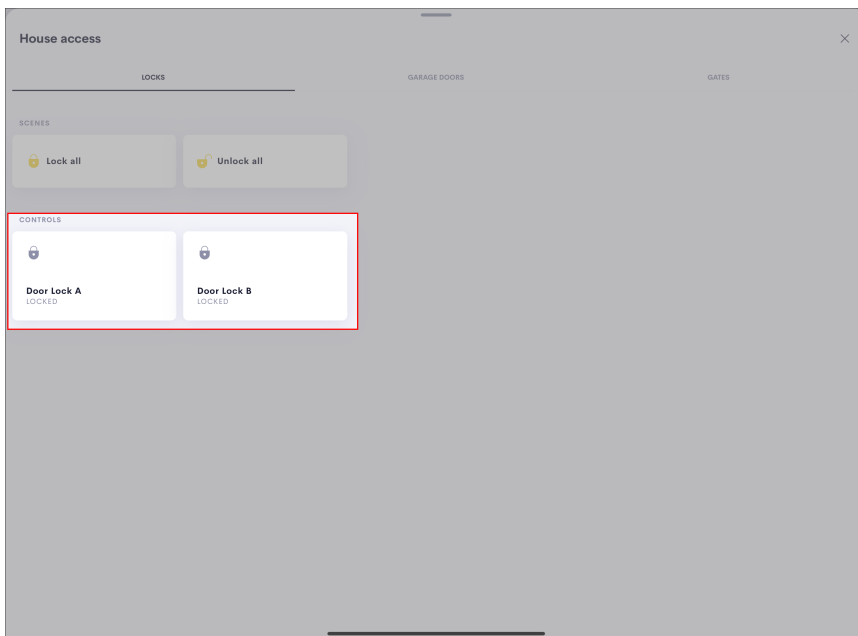 House access
LOCKS
GARAGE DOORS
GATES
SCENES
Lock all
Unlock all
CONTROLS
Door Lock A
LOCKED
Door Lock B
LOCKED